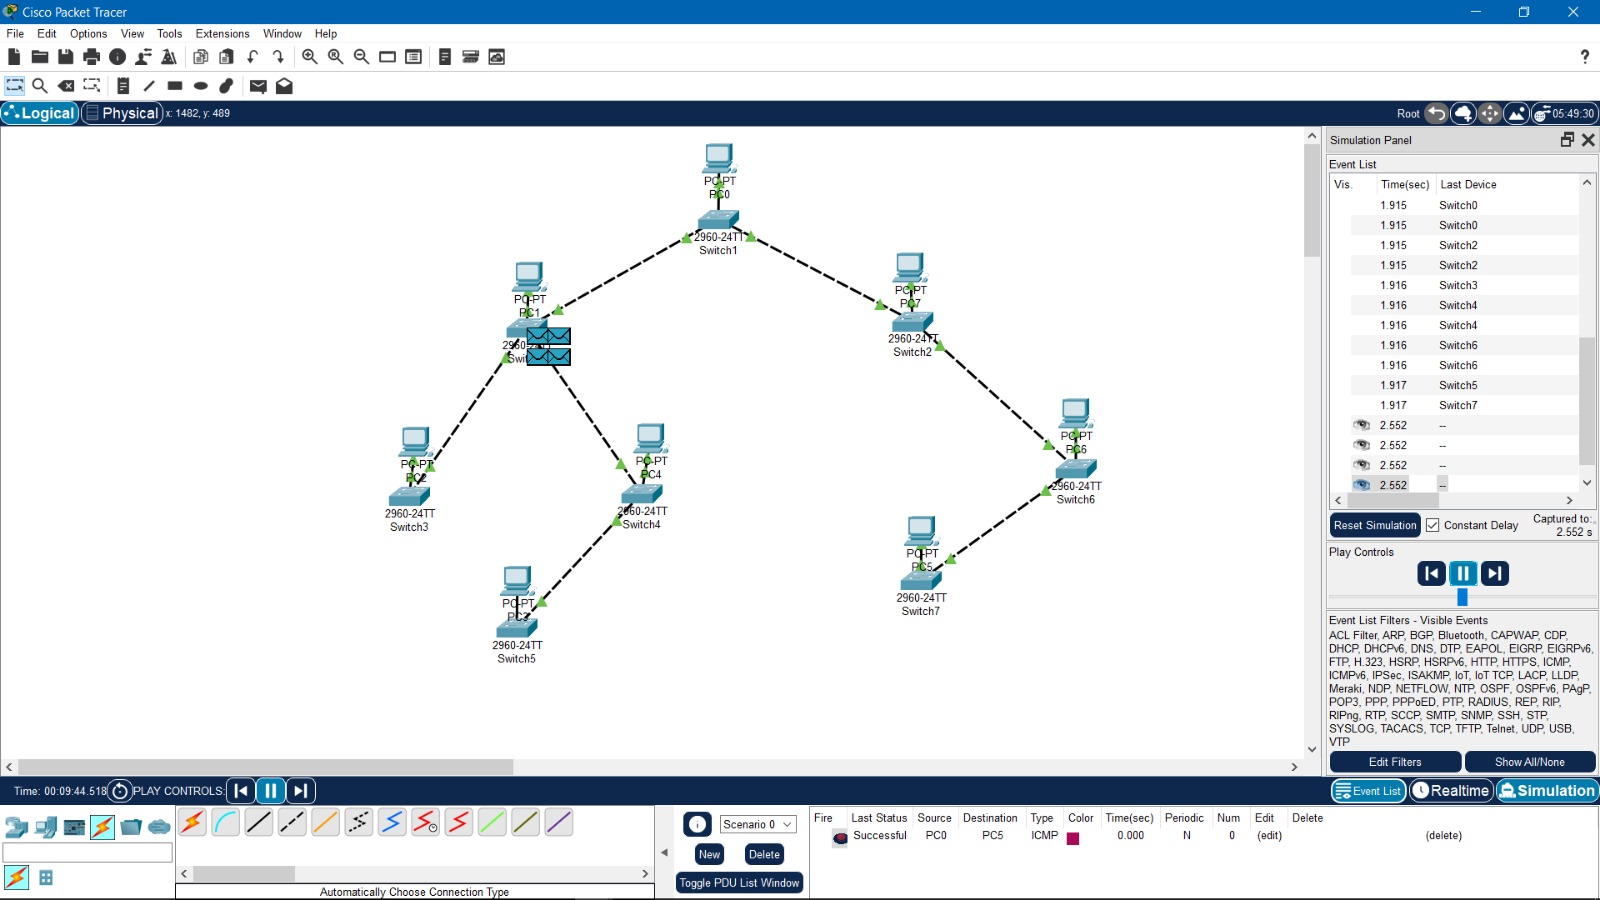 Cisco Packet Tracer
File Edit Options View Tools Extensions Window Help
?
Logical Physical x: 1482, y: 489 Root 05:49:30
PC-PT
PC0
2960-24TT
Switch1
PC-PT
PC1
2960-24TT
PC-PT
PC7
2960-24TT
Switch2
PC-PT
PC2
2960-24TT
Switch3
PC-PT
PC4
2960-24TT
Switch4
PC-PT
PC6
2960-24TT
Switch6
PC-PT
PC5
2960-24TT
Switch7
PC-PT
PC3
2960-24TT
Switch5
Simulation Panel
Event List
Vis. Time(sec) Last Device
1.915 Switch0
1.915 Switch0
1.915 Switch2
1.915 Switch2
1.916 Switch3
1.916 Switch4
1.916 Switch4
1.916 Switch6
1.916 Switch6
1.917 Switch5
1.917 Switch7
2.552 --
2.552 --
2.552 --
2.552 --
Reset Simulation Constant Delay Captured to:
2.552 s
Play Controls
Event List Filters - Visible Events
ACL Filter, ARP, BGP, Bluetooth, CAPWAP, CDP,
DHCP, DHCPv6, DNS, DTP, EAPOL, EIGRP, EIGRPv6,
FTP, H.323, HSRP, HSRPv6, HTTP, HTTPS, ICMP,
ICMPv6, IPSec, ISAKMP, IoT, IoT TCP, LACP, LLDP,
Meraki, NDP, NETFLOW, NTP, OSPF, OSPFv6, PAgP,
POP3, PPP, PPPoED, PTP, RADIUS, REP, RIP,
RIPng, RTP, SCCP, SMTP, SNMP, SSH, STP,
SYSLOG, TACACS, TCP, TFTP, Telnet, UDP, USB,
VTP
Edit Filters Show All/None
Time: 00:09:44.518 PLAY CONTROLS: Event List Realtime Simulation
Automatically Choose Connection Type
Scenario 0
New Delete
Toggle PDU List Window
Fire Last Status Source Destination Type Color Time(sec) Periodic Num Edit Delete
Successful PC0 PC5 ICMP 0.000 N 0 (edit) (delete)